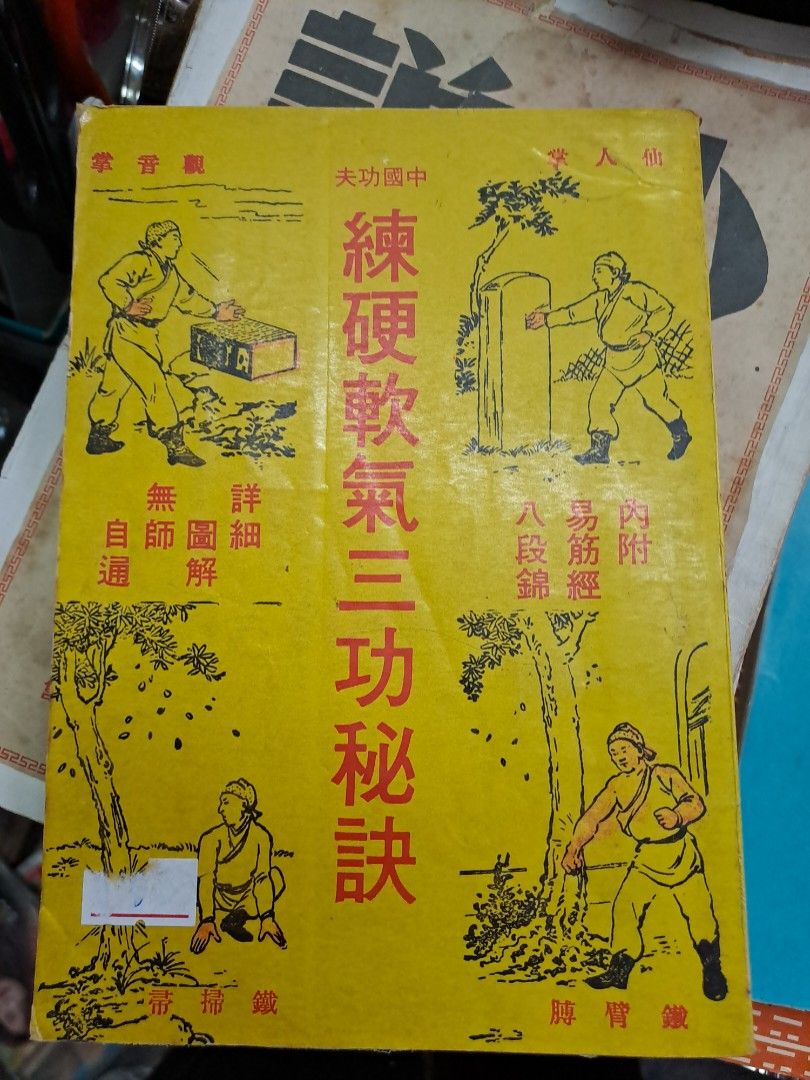 中國功夫
練硬軟氣三功秘訣
仙人掌
觀音掌
內附
易筋經
八段錦
詳細
圖解
無師
自通
鐵臂膊
鐵掃帚